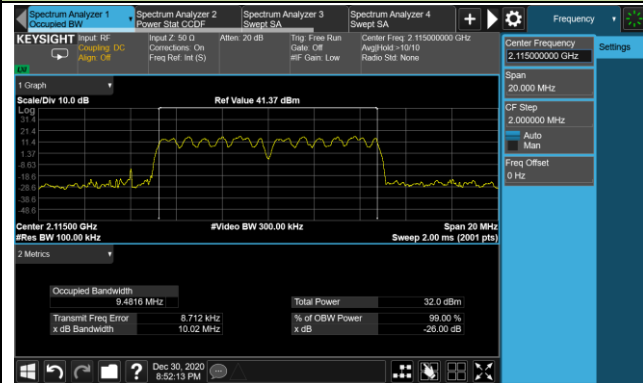 Spectrum Analyzer 1
Occupied BW
Spectrum Analyzer 2
Power Stat CCDF
Spectrum Analyzer 3
Swept SA
Spectrum Analyzer 4
Swept SA
Frequency
KEYSIGHT
Input: RF
Coupling: DC
Align: Off
Input Z: 50 Ω
Corrections: On
Freq Ref: Int (S)
Atten: 20 dB
Trig: Free Run
Gate: Off
#IF Gain: Low
Center Freq: 2.115000000 GHz
Avg|Hold:>10/10
Radio Std: None
Center Frequency
2.115000000 GHz
Settings
Span
20.000 MHz
CF Step
2.000000 MHz
Auto
Man
Freq Offset
0 Hz
1 Graph
Scale/Div 10.0 dB
Ref Value 41.37 dBm
Log
31.4
21.4
11.4
1.37
-8.63
-18.6
-28.6
-38.6
-48.6
Center 2.11500 GHz
#Video BW 300.00 kHz
Span 20 MHz
#Res BW 100.00 kHz
Sweep 2.00 ms (2001 pts)
2 Metrics
Occupied Bandwidth
9.4816 MHz
Total Power
32.0 dBm
Transmit Freq Error
8.712 kHz
% of OBW Power
99.00 %
x dB Bandwidth
10.02 MHz
x dB
-26.00 dB
?
Dec 30, 2020
8:52:13 PM